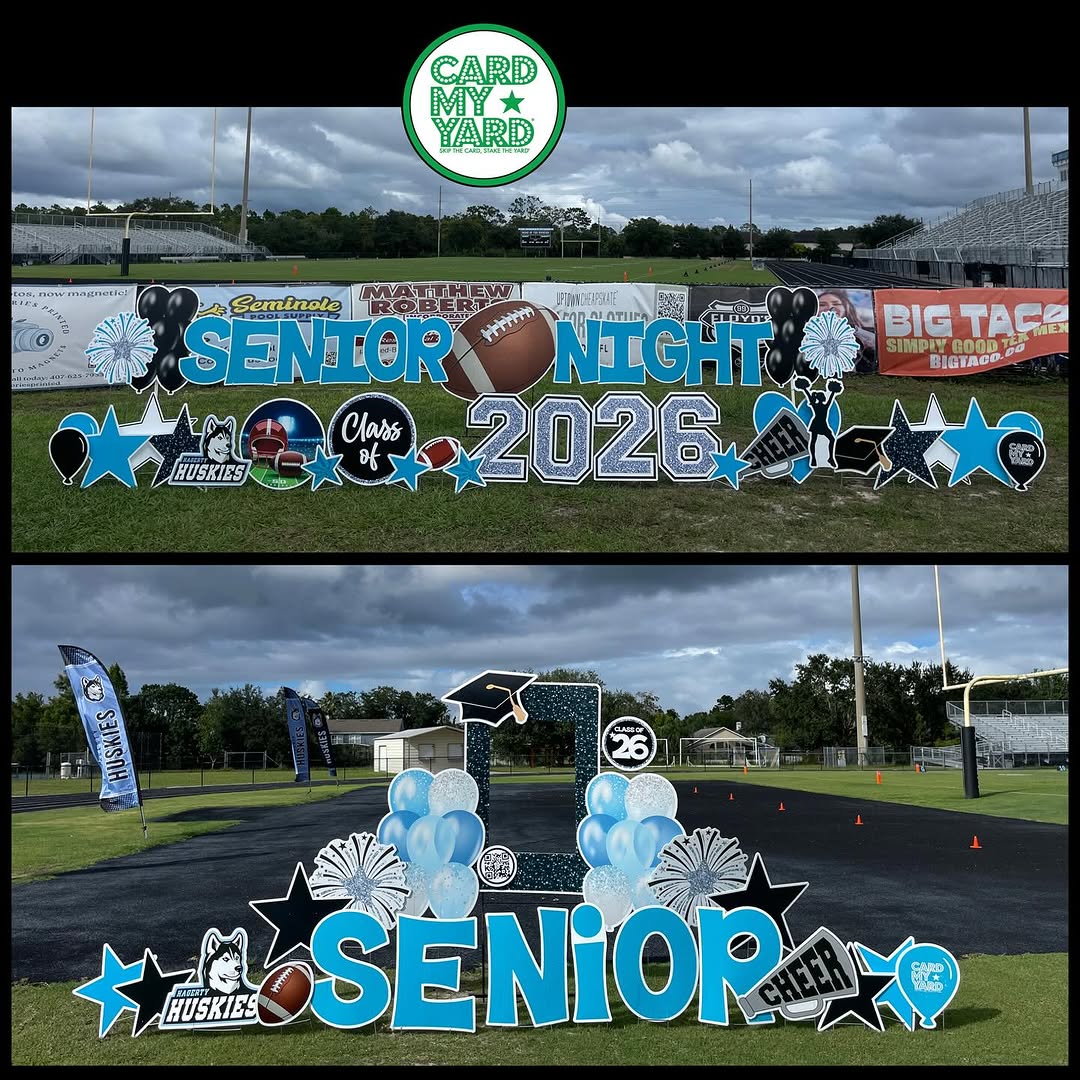 CARD
MY
YARD
SKIP THE CARD, STAKE THE YARD
Seminole
POOL SUPPLY
MATTHEW
ROBERT
UPTOWN CHEAPSKATE
FOR CLOTHES
BIG TACO
SIMPLY GOOD TEX MEX
BIGTACO.CO
SENIOR NIGHT
HAGERTY
HUSKIES
Class
of
2026
CHEER
CARD
MY
YARD
HUSKIES
CLASS OF
'26
HAGERTY
HUSKIES
SENiOR
CHEER
CARD
MY
YARD